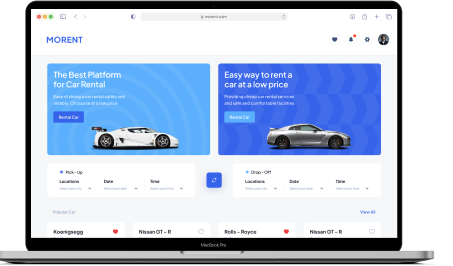 morent.com
MORENT
The Best Platform
for Car Rental
Ease of doing a car rental safely and
reliably. Of course at a low price.
Rental Car
Easy way to rent a
car at a low price
Providing cheap car rental services
and safe and comfortable facilities.
Rental Car
Pick - Up
Locations Date Time
Select your city Select your date Select your time
Drop - Off
Locations Date Time
Select your city Select your date Select your time
Popular Car View All
Koenigsegg
Nissan GT - R
Rolls - Royce
Nissan GT - R
MacBook Pro